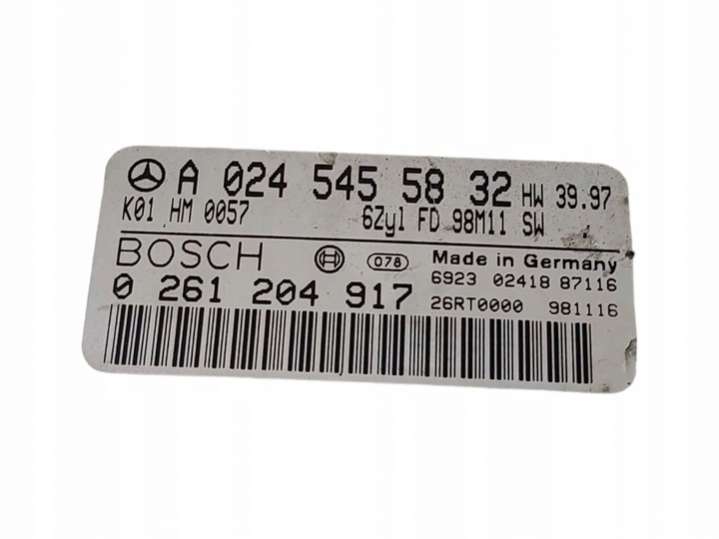 A 024 545 58 32 HW 39.97
K01 HM 0057 6Zyl FD 98M11 SW
BOSCH 078 Made in Germany
6923 02418 87116
0 261 204 917 26RT0000 981116